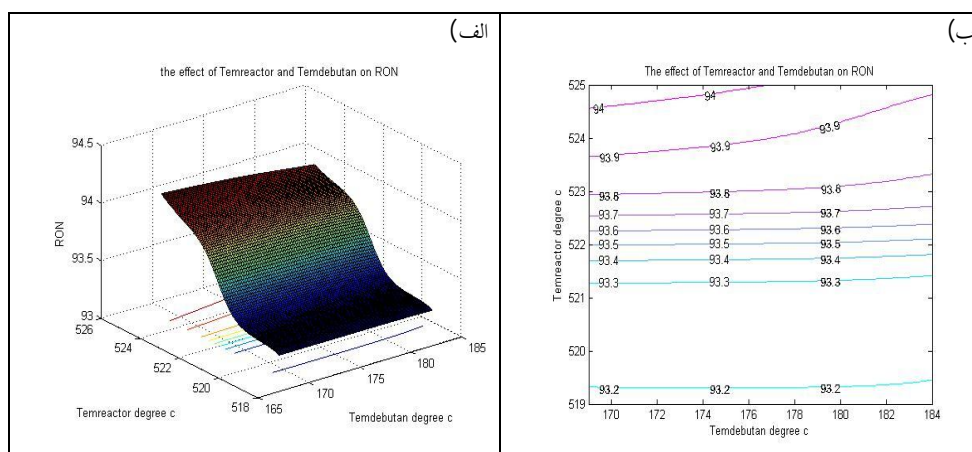 الف)
the effect of Temreactor and Temdebutan on RON
94.5
94
93.5
93
RON
526
524
522
520
518
165
170
175
180
185
Temreactor degree c
Temdebutan degree c
ب)
The effect of Temreactor and Temdebutan on RON
525
524
523
522
521
520
519
Temreactor degree c
94 94
93.9 93.9 93.9
93.8 93.8 93.8
93.7 93.7 93.7
93.6 93.6 93.6
93.5 93.5 93.5
93.4 93.4 93.4
93.3 93.3 93.3
93.2 93.2 93.2
170 172 174 176 178 180 182 184
Temdebutan degree c